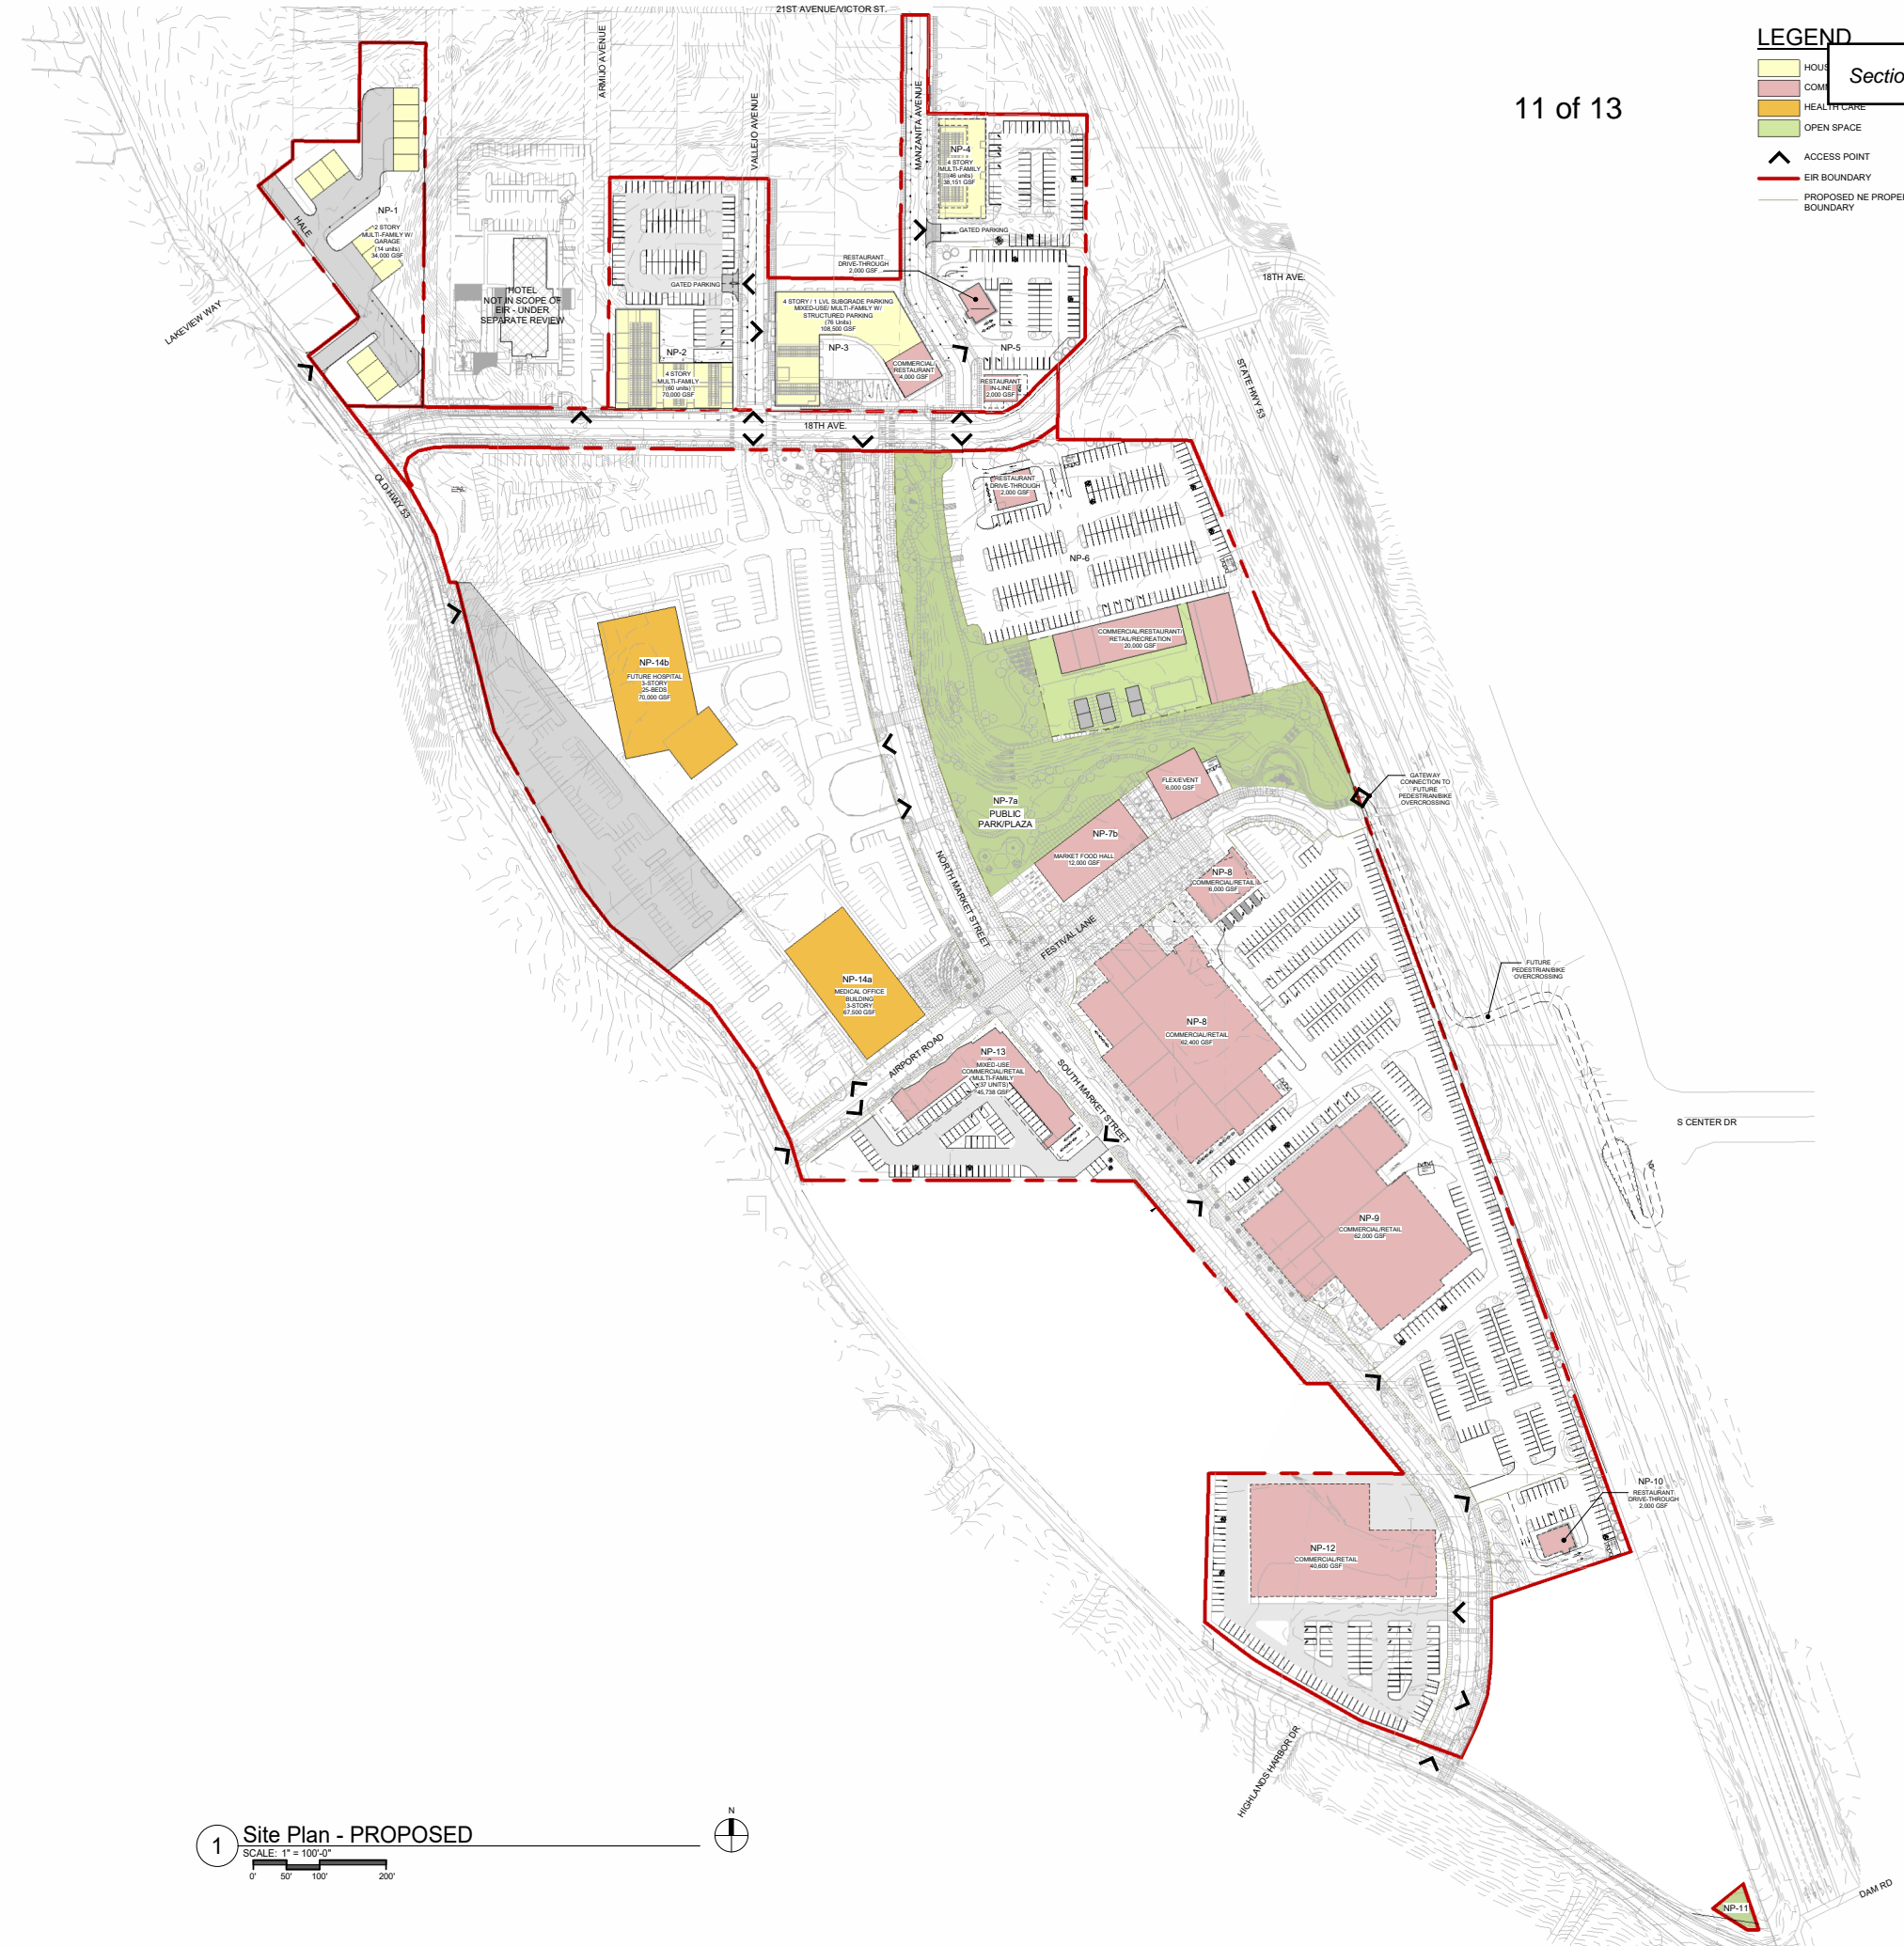 21ST AVENUE/VICTOR ST.
LEGEND
HOUS
COM
HEALTH CARE
OPEN SPACE
ACCESS POINT
EIR BOUNDARY
PROPOSED NE PROPE
BOUNDARY
Sectio
11 of 13
ARMIJO AVENUE
VALLEJO AVENUE
MANZANITA AVENUE
NP-1
2 STORY
MULTI-FAMILY W/
GARAGE
(14 units)
34,000 GSF
HALE
LAKEVIEW WAY
HOTEL
NOT IN SCOPE OF
EIR - UNDER
SEPARATE REVIEW
GATED PARKING
NP-2
4 STORY
MULTI-FAMILY
(60 units)
70,000 GSF
4 STORY / 1 LVL SUBGRADE PARKING
MIXED-USE/ MULTI-FAMILY W/
STRUCTURED PARKING
(76 Units)
108,500 GSF
NP-3
COMMERCIAL/
RESTAURANT
4,000 GSF
NP-4
4 STORY
MULTI-FAMILY
(46 units)
38,151 GSF
GATED PARKING
RESTAURANT
DRIVE-THROUGH
2,000 GSF
NP-5
RESTAURANT
IN-LINE
2,000 GSF
18TH AVE.
18TH AVE.
STATE HWY 53
OLD HWY 53
RESTAURANT
DRIVE-THROUGH
2,000 GSF
NP-6
COMMERCIAL/RESTAURANT/
RETAIL/RECREATION
20,000 GSF
NP-14b
FUTURE HOSPITAL
3-STORY
25-BEDS
70,000 GSF
NP-7a
PUBLIC
PARK/PLAZA
FLEX/EVENT
6,000 GSF
NP-7b
MARKET FOOD HALL
12,000 GSF
GATEWAY
CONNECTION TO
FUTURE
PEDESTRIAN/BIKE
OVERCROSSING
NP-8
COMMERCIAL/RETAIL
6,000 GSF
NORTH MARKET STREET
FESTIVAL LANE
FUTURE
PEDESTRIAN/BIKE
OVERCROSSING
NP-14a
MEDICAL OFFICE
BUILDING
3-STORY
67,500 GSF
AIRPORT ROAD
NP-8
COMMERCIAL/RETAIL
62,400 GSF
NP-13
MIXED-USE
COMMERCIAL/RETAIL
MULTI-FAMILY
(37 UNITS)
45,738 GSF
SOUTH MARKET STREET
S CENTER DR
NP-9
COMMERCIAL/RETAIL
62,000 GSF
NP-10
RESTAURANT
DRIVE-THROUGH
2,000 GSF
NP-12
COMMERCIAL/RETAIL
40,600 GSF
HIGHLANDS HARBOR DR
NP-11
DAM RD
1
Site Plan - PROPOSED
SCALE: 1" = 100'-0"
0' 50' 100' 200'
N